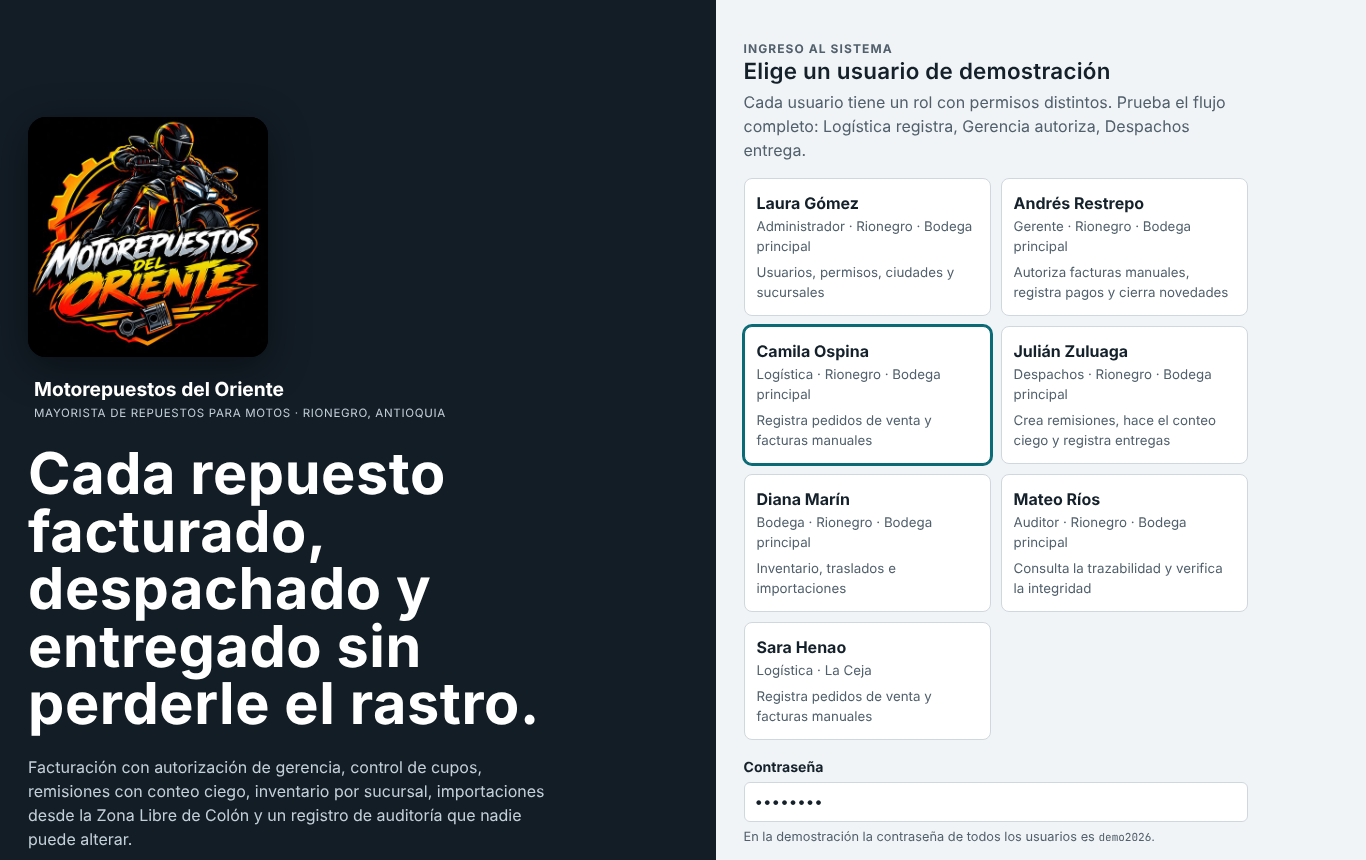 MOTOREPUESTOS
DEL
ORIENTE
Motorepuestos del Oriente
MAYORISTA DE REPUESTOS PARA MOTOS · RIONEGRO, ANTIOQUIA
Cada repuesto
facturado,
despachado y
entregado sin
perderle el rastro.
Facturación con autorización de gerencia, control de cupos,
remisiones con conteo ciego, inventario por sucursal, importaciones
desde la Zona Libre de Colón y un registro de auditoría que nadie
puede alterar.
INGRESO AL SISTEMA
Elige un usuario de demostración
Cada usuario tiene un rol con permisos distintos. Prueba el flujo
completo: Logística registra, Gerencia autoriza, Despachos
entrega.
Laura Gómez
Administrador · Rionegro · Bodega
principal
Usuarios, permisos, ciudades y
sucursales
Andrés Restrepo
Gerente · Rionegro · Bodega
principal
Autoriza facturas manuales,
registra pagos y cierra novedades
Camila Ospina
Logística · Rionegro · Bodega
principal
Registra pedidos de venta y
facturas manuales
Julián Zuluaga
Despachos · Rionegro · Bodega
principal
Crea remisiones, hace el conteo
ciego y registra entregas
Diana Marín
Bodega · Rionegro · Bodega
principal
Inventario, traslados e
importaciones
Mateo Ríos
Auditor · Rionegro · Bodega
principal
Consulta la trazabilidad y verifica
la integridad
Sara Henao
Logística · La Ceja
Registra pedidos de venta y
facturas manuales
Contraseña
••••••••
En la demostración la contraseña de todos los usuarios es demo2026.